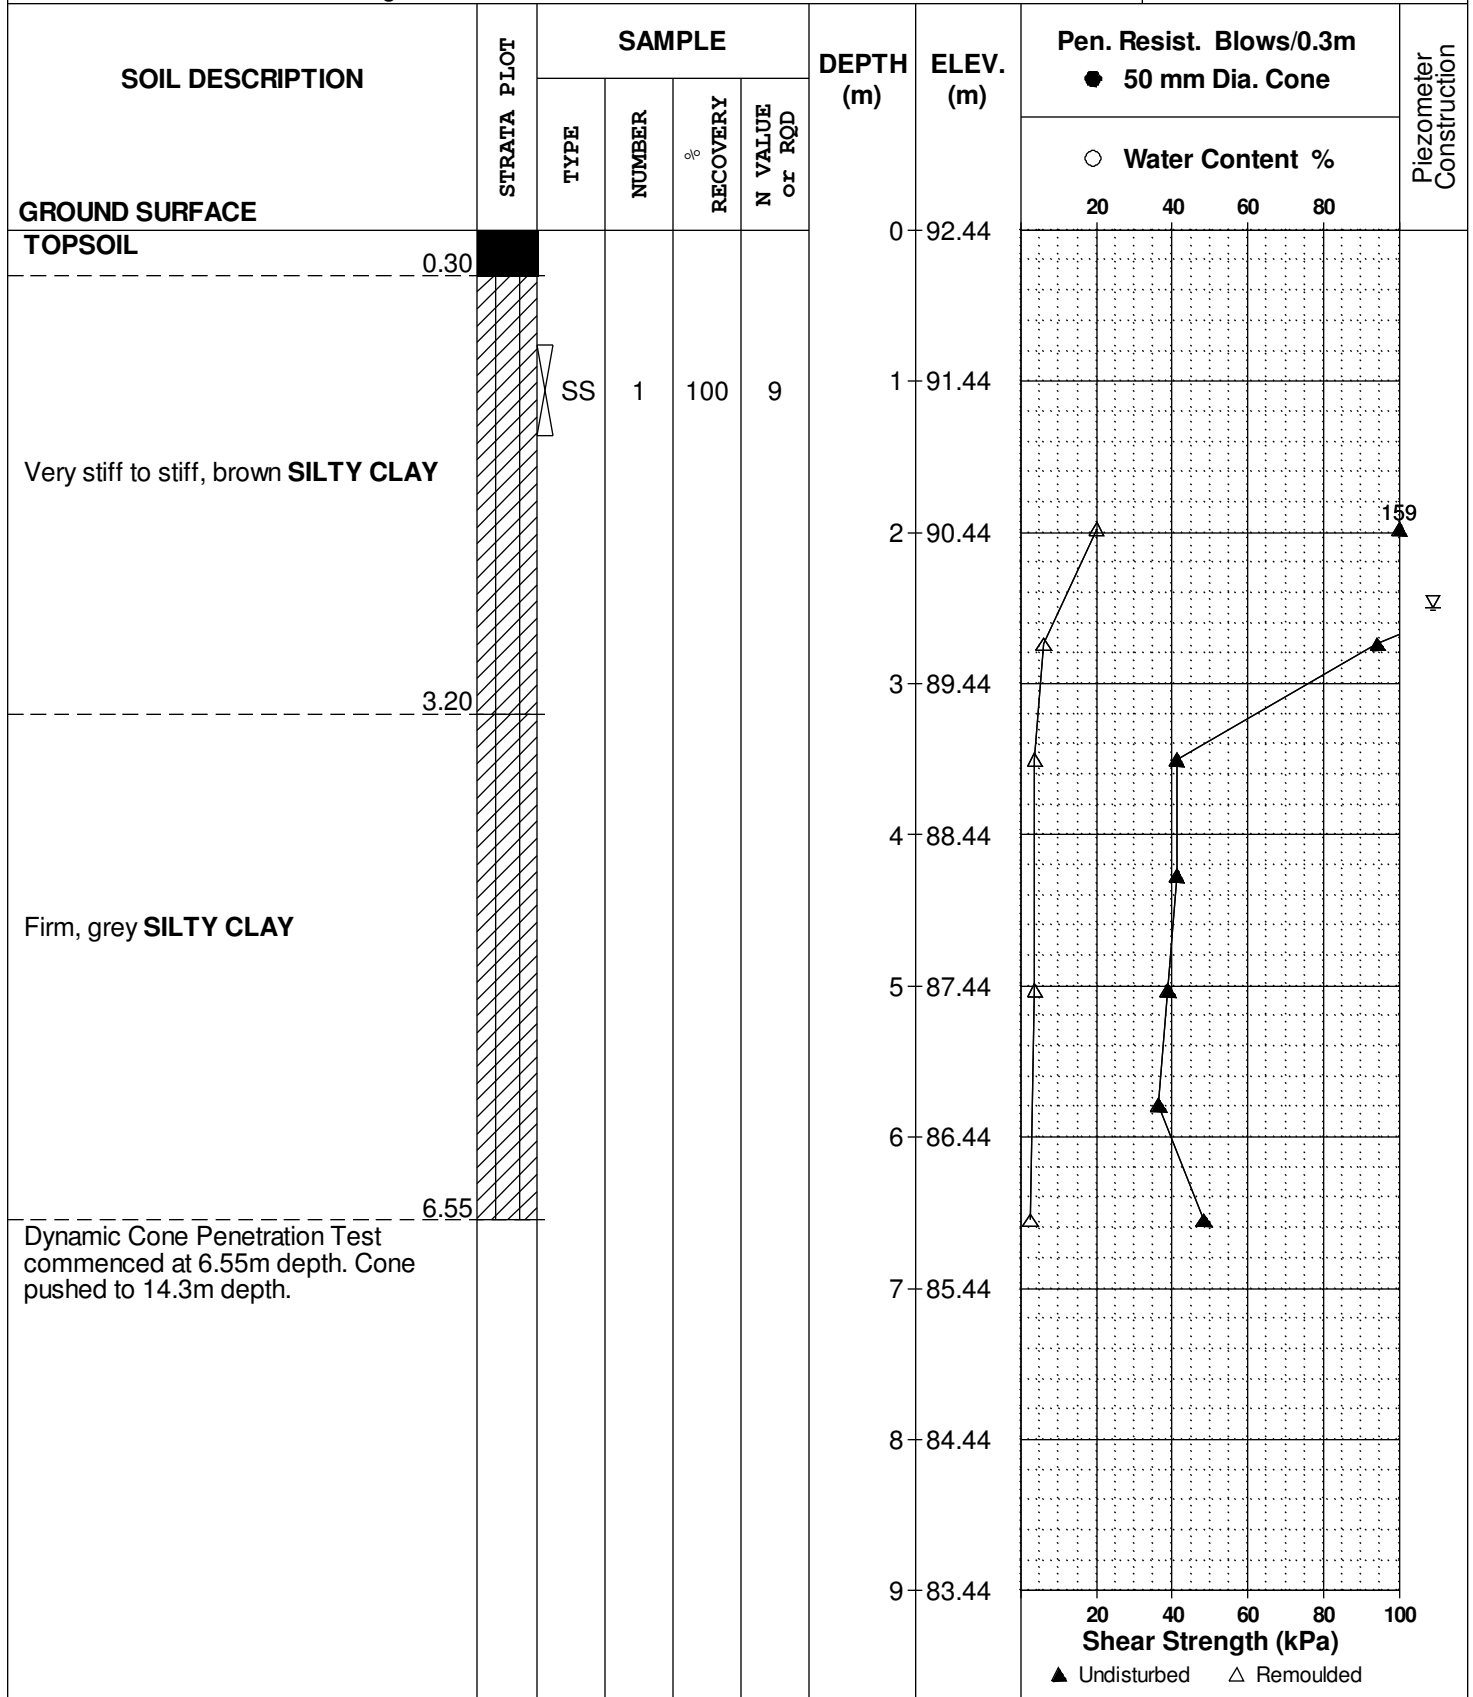 SOIL DESCRIPTION
GROUND SURFACE
STRATA PLOT
SAMPLE
TYPE
NUMBER
%
RECOVERY
N VALUE
or RQD
DEPTH
(m)
ELEV.
(m)
Pen. Resist. Blows/0.3m
● 50 mm Dia. Cone
○ Water Content %
20 40 60 80
Piezometer
Construction
TOPSOIL
0.30
0 92.44
SS 1 100 9
1 91.44
Very stiff to stiff, brown SILTY CLAY
159
2 90.44
3 89.44
3.20
4 88.44
Firm, grey SILTY CLAY
5 87.44
6 86.44
6.55
Dynamic Cone Penetration Test
commenced at 6.55m depth. Cone
pushed to 14.3m depth.
7 85.44
8 84.44
9 83.44
20 40 60 80 100
Shear Strength (kPa)
▲ Undisturbed △ Remoulded